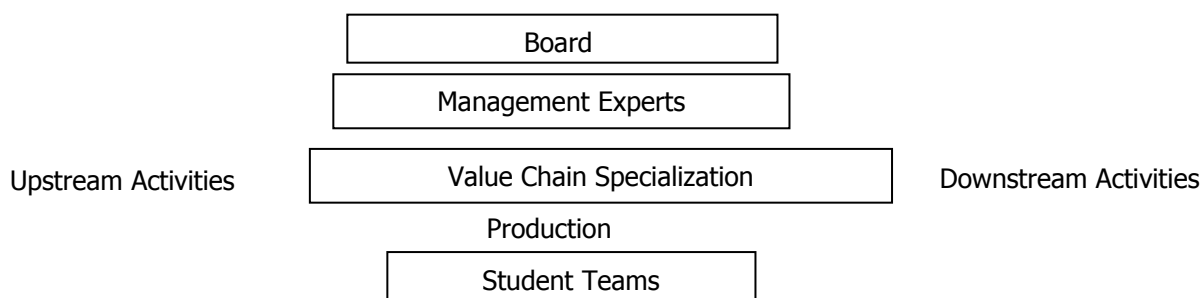 Board
Management Experts
Upstream Activities
Value Chain Specialization
Downstream Activities
Production
Student Teams